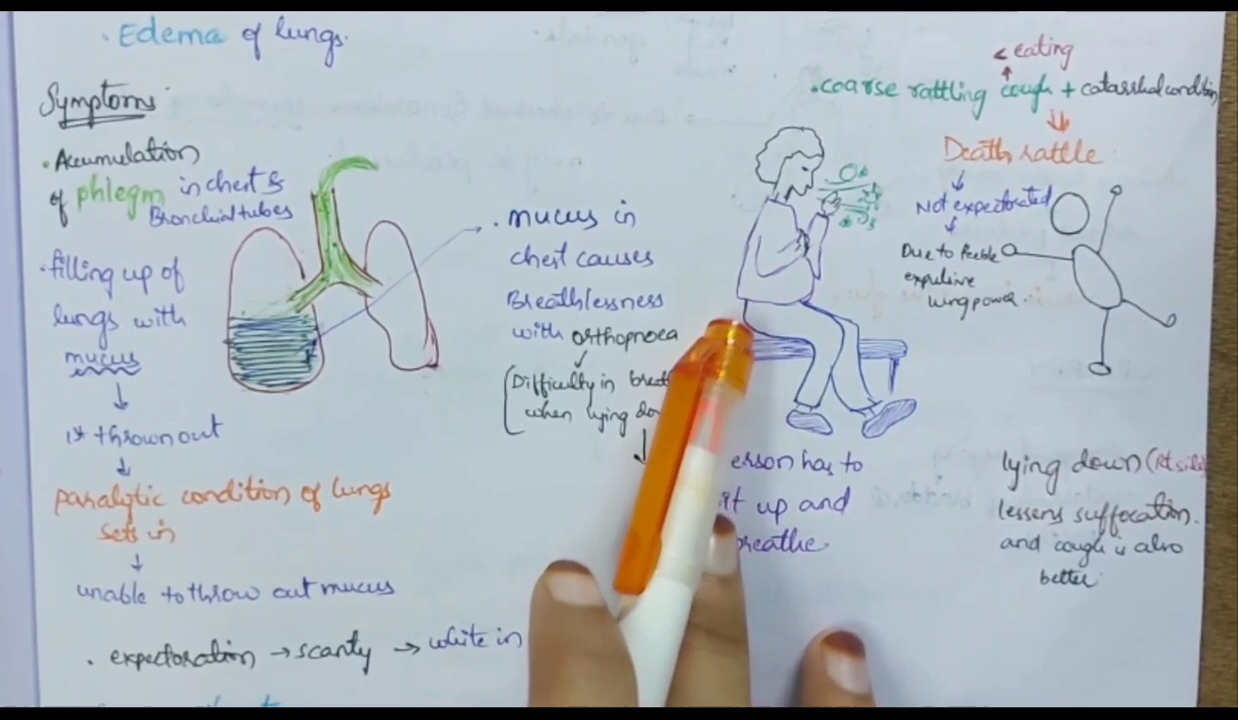 . Edema of lungs.
Symptoms
. Accumulation
of phlegm in chest &
Bronchial tubes
. filling up of
lungs with
mucus
1st thrown out
paralytic condition of lungs
sets in
unable to throw out mucus
. expectoration → scanty → white in
. mucus in
chest causes
Breathlessness
with orthopnoea
(Difficulty in
when lying
erson has to
it up and
breathe
< eating
. coarse rattling cough + catarrhal condition
Death rattle
Not expectorated
Due to feeble
expulsive
lung power.
lying down (Rt side
lessens suffocation.
and cough is also
better.